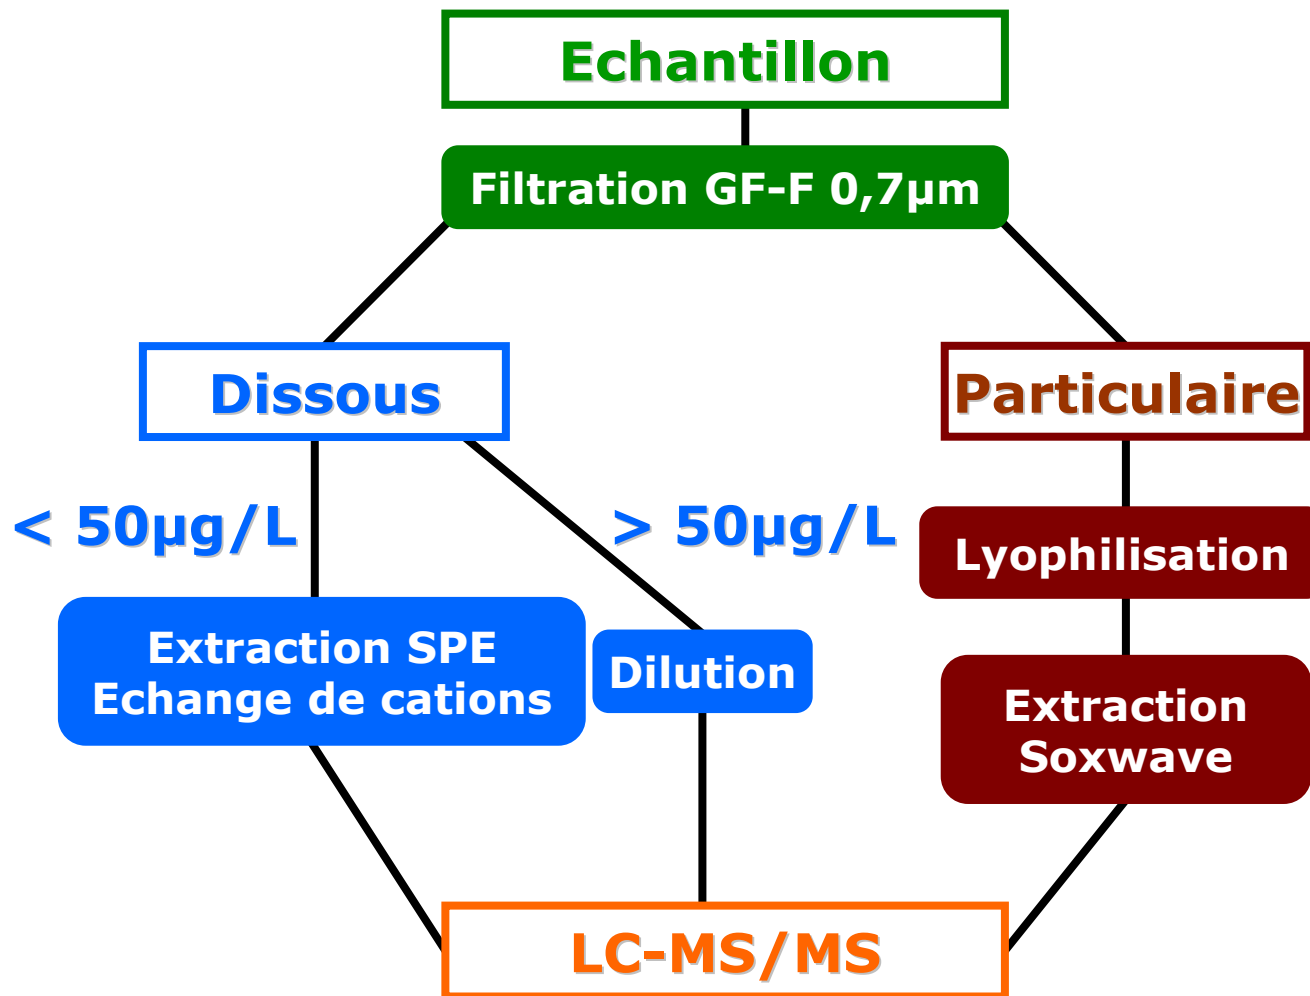 Echantillon
Filtration GF-F 0,7µm
Dissous
Particulaire
< 50µg/L
> 50µg/L
Lyophilisation
Extraction SPE
Echange de cations
Dilution
Extraction
Soxwave
LC-MS/MS